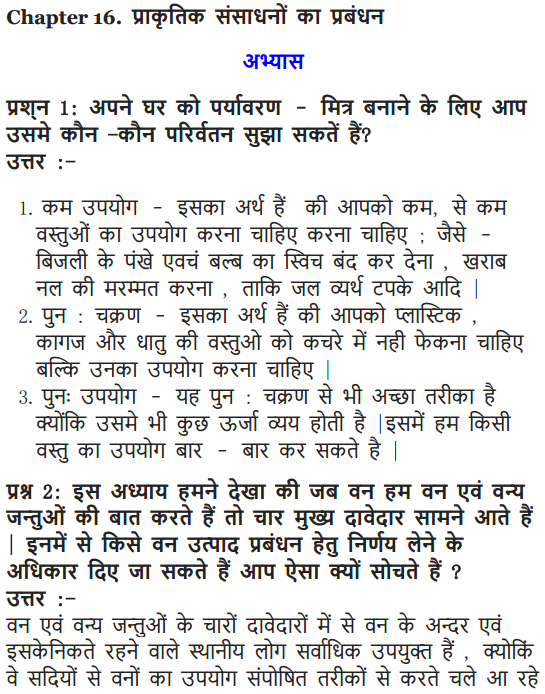 Chapter 16. प्राकृतिक संसाधनों का प्रबंधन
अभ्यास
प्रश्न 1: अपने घर को पर्यावरण - मित्र बनाने के लिए आप
उसमे कौन -कौन परिर्वतन सुझा सकतें हैं?
उत्तर :-
1. कम उपयोग - इसका अर्थ हैं की आपको कम, से कम
वस्तुओं का उपयोग करना चाहिए करना चाहिए ; जैसे -
बिजली के पंखे एवचं बल्ब का स्विच बंद कर देना , खराब
नल की मरम्मत करना , ताकि जल व्यर्थ टपके आदि |
2. पुन : चक्रण - इसका अर्थ हैं की आपको प्लास्टिक ,
कागज और धातु की वस्तुओ को कचरे में नही फेकना चाहिए
बल्कि उनका उपयोग करना चाहिए |
3. पुनः उपयोग - यह पुन : चक्रण से भी अच्छा तरीका है
क्योंकि उसमे भी कुछ ऊर्जा व्यय होती है |इसमें हम किसी
वस्तु का उपयोग बार - बार कर सकते है |
प्रश्न 2: इस अध्याय हमने देखा की जब वन हम वन एवं वन्य
जन्तुओं की बात करते हैं तो चार मुख्य दावेदार सामने आते हैं
| इनमें से किसे वन उत्पाद प्रबंधन हेतु निर्णय लेने के
अधिकार दिए जा सकते हैं आप ऐसा क्यों सोचते हैं ?
उत्तर :-
वन एवं वन्य जन्तुओं के चारों दावेदारों में से वन के अन्दर एवं
इसकेनिकते रहने वाले स्थानीय लोग सर्वाधिक उपयुक्त हैं , क्योकिं
वे सदियों से वनों का उपयोग संपोषित तरीकों से करते चले आ रहे